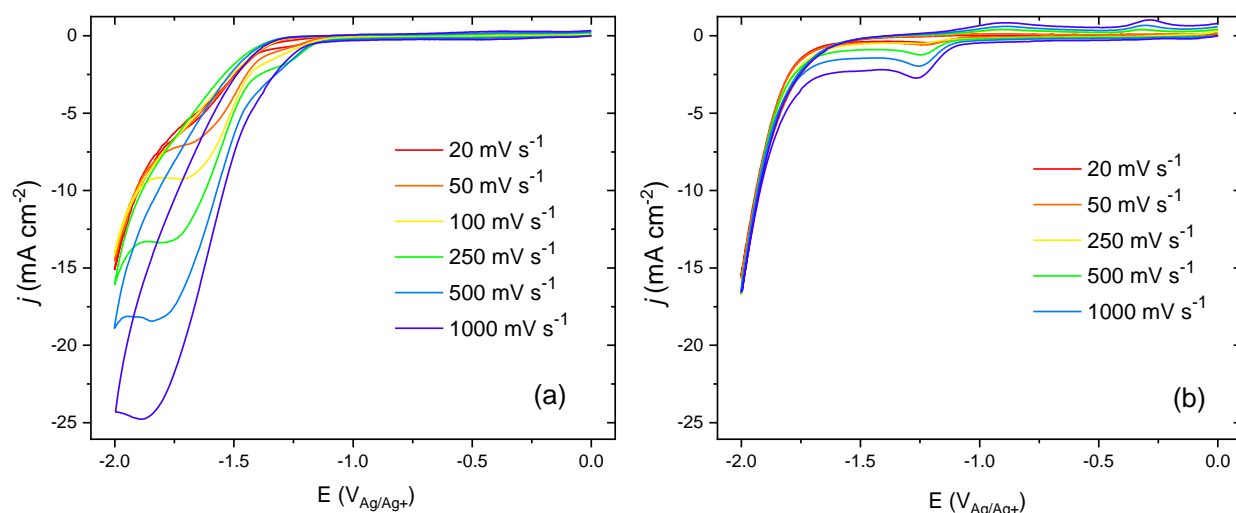 0
-5
-10
-15
-20
-25
j (mA cm-2)
20 mV s-1
50 mV s-1
100 mV s-1
250 mV s-1
500 mV s-1
1000 mV s-1
(a)
-2.0 -1.5 -1.0 -0.5 0.0
E (VAg/Ag+)
0
-5
-10
-15
-20
-25
j (mA cm-2)
20 mV s-1
50 mV s-1
250 mV s-1
500 mV s-1
1000 mV s-1
(b)
-2.0 -1.5 -1.0 -0.5 0.0
E (VAg/Ag+)